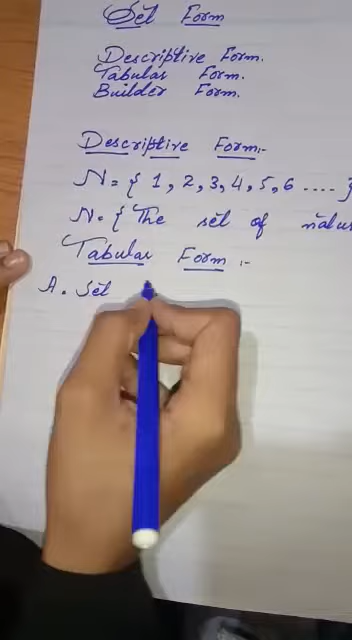 Set Form
Descriptive Form.
Tabular Form.
Builder Form.
Descriptive Form:-
N = { 1, 2, 3, 4, 5, 6 .... }
N = { The set of natur
Tabular Form :-
A. Set